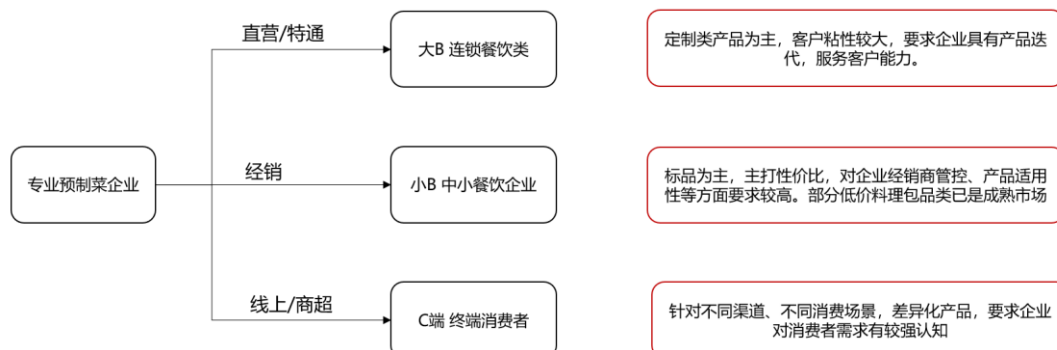 直营/特通
大B 连锁餐饮类
定制类产品为主，客户粘性较大，要求企业具有产品迭
代，服务客户能力。
专业预制菜企业
经销
小B 中小餐饮企业
标品为主，主打性价比，对企业经销商管控、产品适用
性等方面要求较高。部分低价料理包品类已是成熟市场
线上/商超
C端 终端消费者
针对不同渠道、不同消费场景，差异化产品，要求企业
对消费者需求有较强认知